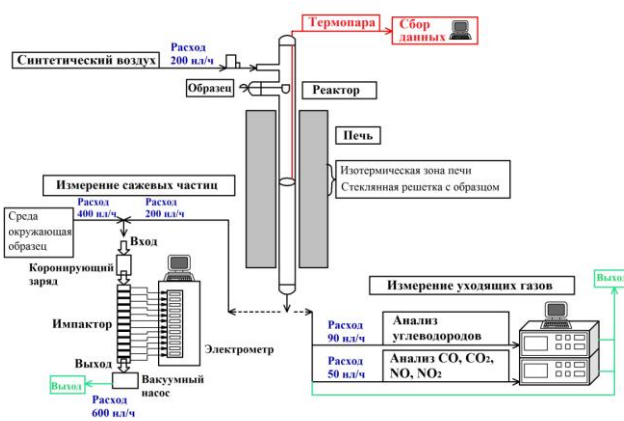 Термопара
Сбор
данных
Расход
200 нл/ч
Синтетический воздух
Образец
Реактор
Печь
Изотермическая зона печи
Стеклянная решетка с образцом
Измерение сажевых частиц
Расход
400 нл/ч
Расход
200 нл/ч
Среда
окружающая
образец
Вход
Коронирующий
заряд
Импактор
Электрометр
Выход
Выход
Вакуумный
насос
Расход
600 нл/ч
Измерение уходящих газов
Выход
Расход
90 нл/ч
Анализ
углеводородов
Расход
50 нл/ч
Анализ CO, CO2,
NO, NO2